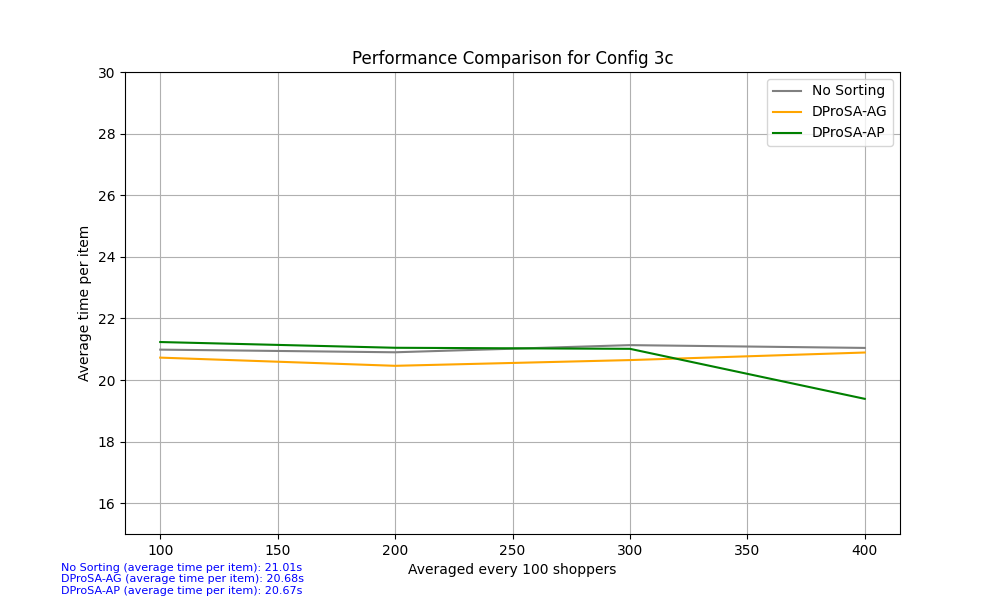 Performance Comparison for Config 3c
No Sorting
DProSA-AG
DProSA-AP
Average time per item
30
28
26
24
22
20
18
16
100 150 200 250 300 350 400
Averaged every 100 shoppers
No Sorting (average time per item): 21.01s
DProSA-AG (average time per item): 20.68s
DProSA-AP (average time per item): 20.67s